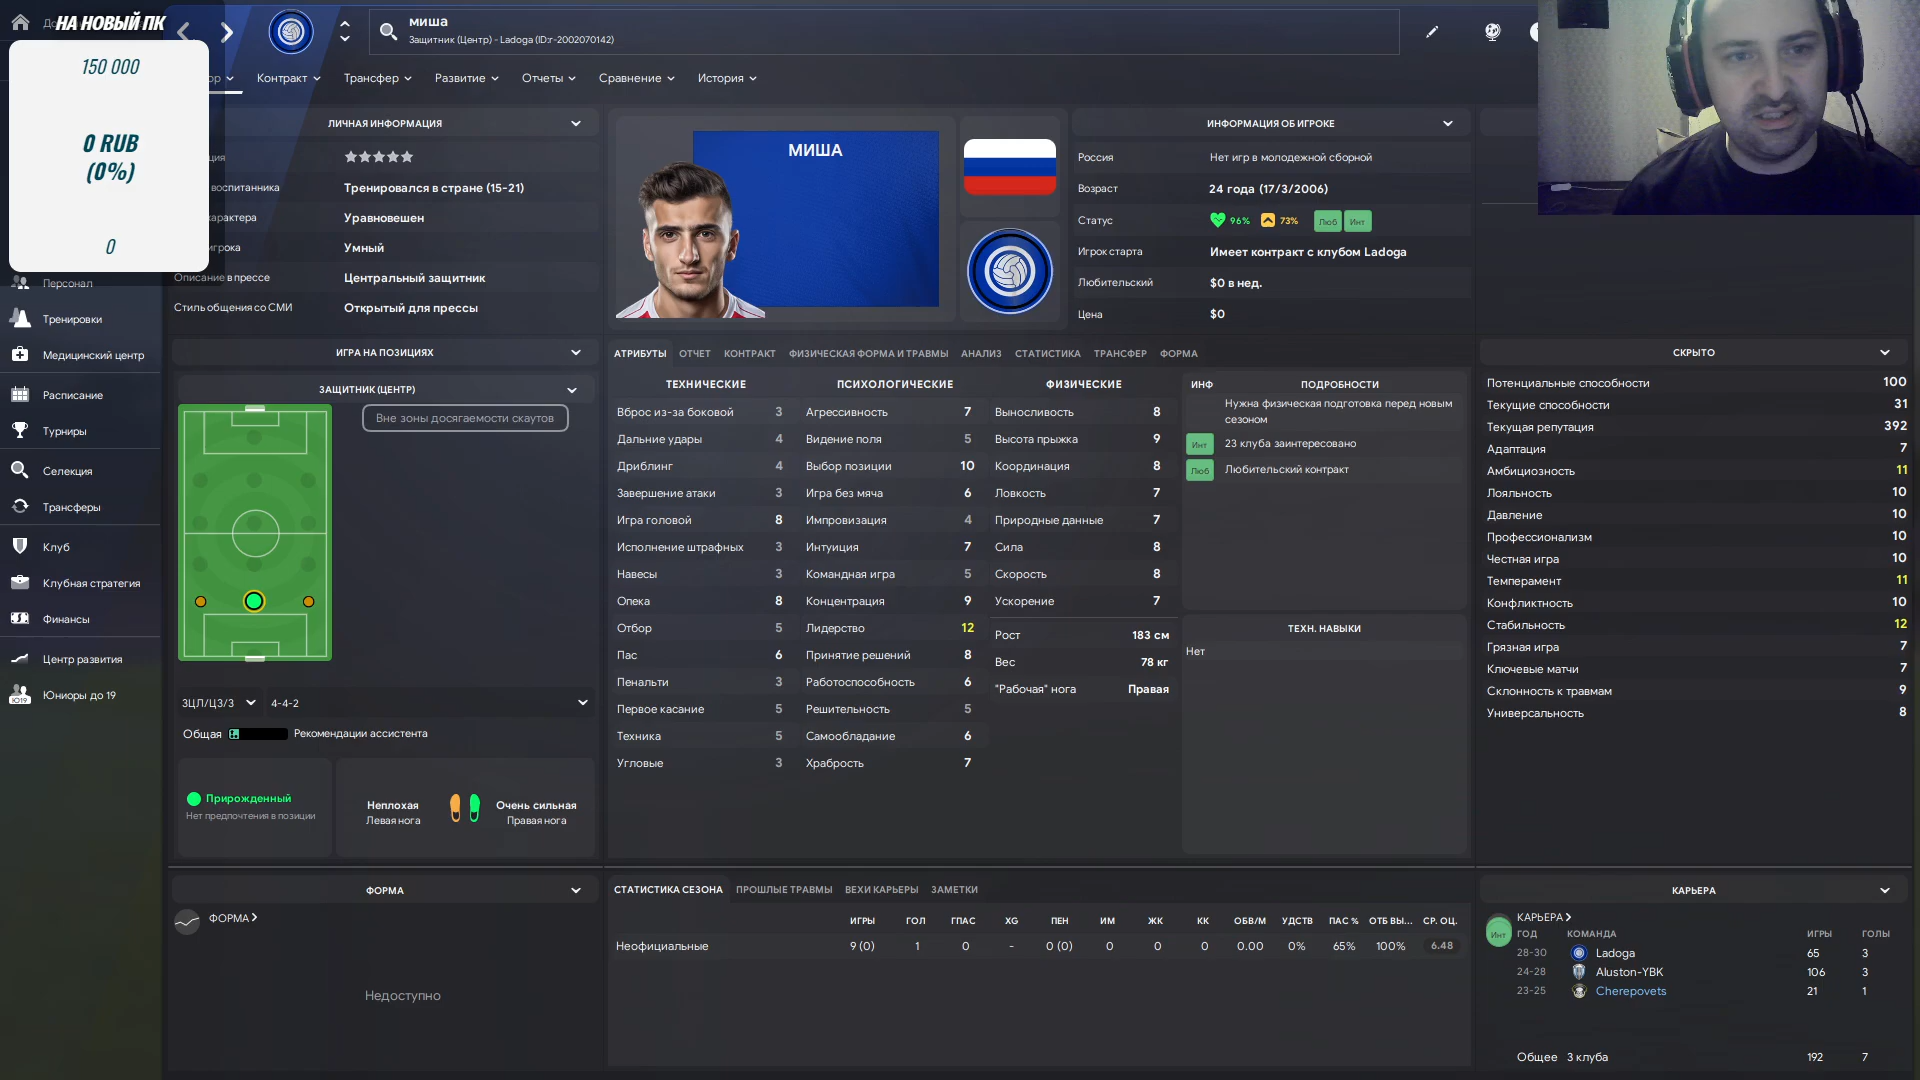 НА НОВЫЙ ПК
150 000
0 RUB
(0%)
0
миша
Защитник (Центр) - Ladoga (ID:r-2002070142)
ор
Контракт
Трансфер
Развитие
Отчеты
Сравнение
История
ЛИЧНАЯ ИНФОРМАЦИЯ
ция
воспитанника Тренировался в стране (15-21)
характера Уравновешен
игрока Умный
Описание в прессе Центральный защитник
Стиль общения со СМИ Открытый для прессы
МИША
ИНФОРМАЦИЯ ОБ ИГРОКЕ
Россия Нет игр в молодежной сборной
Возраст 24 года (17/3/2006)
Статус 96% 73% Люб Инт
Игрок старта Имеет контракт с клубом Ladoga
Любительский $0 в нед.
Цена $0
Персонал
Тренировки
Медицинский центр
Расписание
Турниры
Селекция
Трансферы
Клуб
Клубная стратегия
Финансы
Центр развития
Ю19 Юниоры до 19
ИГРА НА ПОЗИЦИЯХ
ЗАЩИТНИК (ЦЕНТР)
Вне зоны досягаемости скаутов
ЗЦЛ/ЦЗ/З 4-4-2
Общая Рекомендации ассистента
Прирожденный
Нет предпочтения в позиции
Неплохая
Левая нога
Очень сильная
Правая нога
АТРИБУТЫ ОТЧЕТ КОНТРАКТ ФИЗИЧЕСКАЯ ФОРМА И ТРАВМЫ АНАЛИЗ СТАТИСТИКА ТРАНСФЕР ФОРМА
ТЕХНИЧЕСКИЕ
Вброс из-за боковой 3
Дальние удары 4
Дриблинг 4
Завершение атаки 3
Игра головой 8
Исполнение штрафных 3
Навесы 3
Опека 8
Отбор 5
Пас 6
Пенальти 3
Первое касание 5
Техника 5
Угловые 3
ПСИХОЛОГИЧЕСКИЕ
Агрессивность 7
Видение поля 5
Выбор позиции 10
Игра без мяча 6
Импровизация 4
Интуиция 7
Командная игра 5
Концентрация 9
Лидерство 12
Принятие решений 8
Работоспособность 6
Решительность 5
Самообладание 6
Храбрость 7
ФИЗИЧЕСКИЕ
Выносливость 8
Высота прыжка 9
Координация 8
Ловкость 7
Природные данные 7
Сила 8
Скорость 8
Ускорение 7
Рост 183 см
Вес 78 кг
"Рабочая" нога Правая
ИНФ ПОДРОБНОСТИ
Нужна физическая подготовка перед новым
сезоном
Инт 23 клуба заинтересовано
Люб Любительский контракт
ТЕХН. НАВЫКИ
Нет
СКРЫТО
Потенциальные способности 100
Текущие способности 31
Текущая репутация 392
Адаптация 7
Амбициозность 11
Лояльность 10
Давление 10
Профессионализм 10
Честная игра 10
Темперамент 11
Конфликтность 10
Стабильность 12
Грязная игра 7
Ключевые матчи 7
Склонность к травмам 9
Универсальность 8
ФОРМА
ФОРМА
Недоступно
СТАТИСТИКА СЕЗОНА ПРОШЛЫЕ ТРАВМЫ ВЕХИ КАРЬЕРЫ ЗАМЕТКИ
ИГРЫ ГОЛ ГПАС XG ПЕН ИМ ЖК КК ОБВ/М УДСТВ ПАС % ОТБ ВЫ... СР. ОЦ.
Неофициальные 9 (0) 1 0 - 0 (0) 0 0 0 0.00 0% 65% 100% 6.48
КАРЬЕРА
Инт КАРЬЕРА
ГОД КОМАНДА ИГРЫ ГОЛЫ
28-30 Ladoga 65 3
24-28 Aluston-YBK 106 3
23-25 Cherepovets 21 1
Общее 3 клуба 192 7